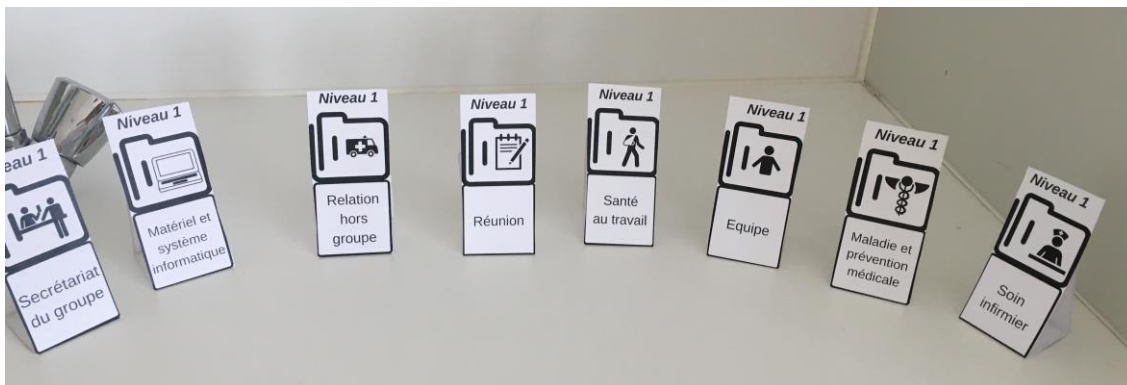 eau 1
Secrétariat
du groupe
Niveau 1
Matériel et
système
informatique
Niveau 1
Relation
hors
groupe
Niveau 1
Réunion
Niveau 1
Santé
au travail
Niveau 1
Equipe
Niveau 1
Maladie et
prévention
médicale
Niveau 1
Soin
infirmier